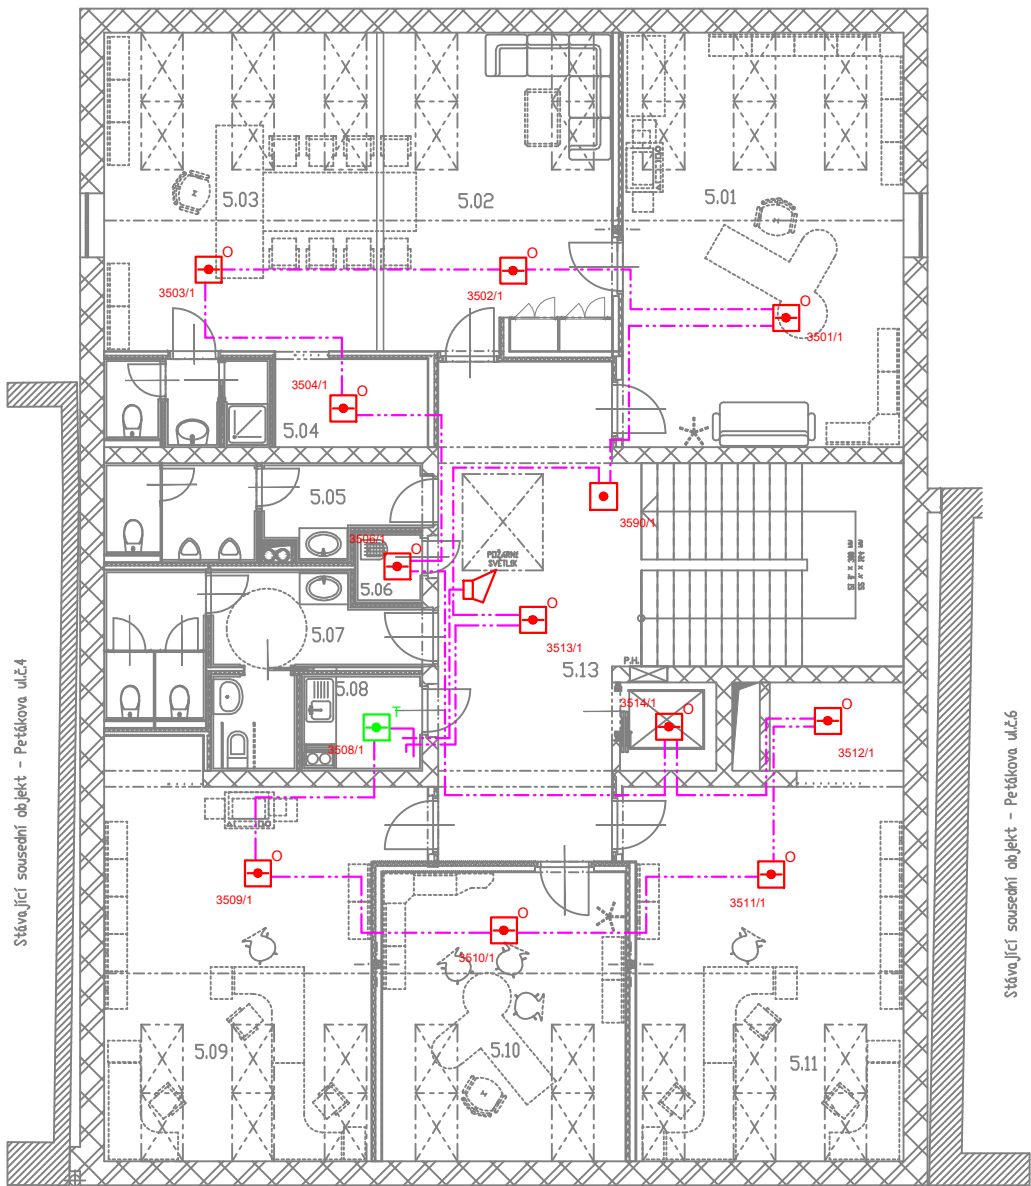 5.03
5.02
5.01
O
O
O
3503/1
3502/1
3501/1
3504/1
O
5.04
5.05
3590/1
3506/1
O
POŽÁRNÍ
SVĚTLÍK
5.06
O
5.07
3513/1
5.13
P.H.
5.08
3514/1
T
O
O
3508/1
3512/1
O
O
3509/1
3511/1
O
3510/1
5.09
5.10
5.11
Stávající sousední objekt - Petákova ul.č.4
Stávající sousední objekt - Petákova ul.č.6